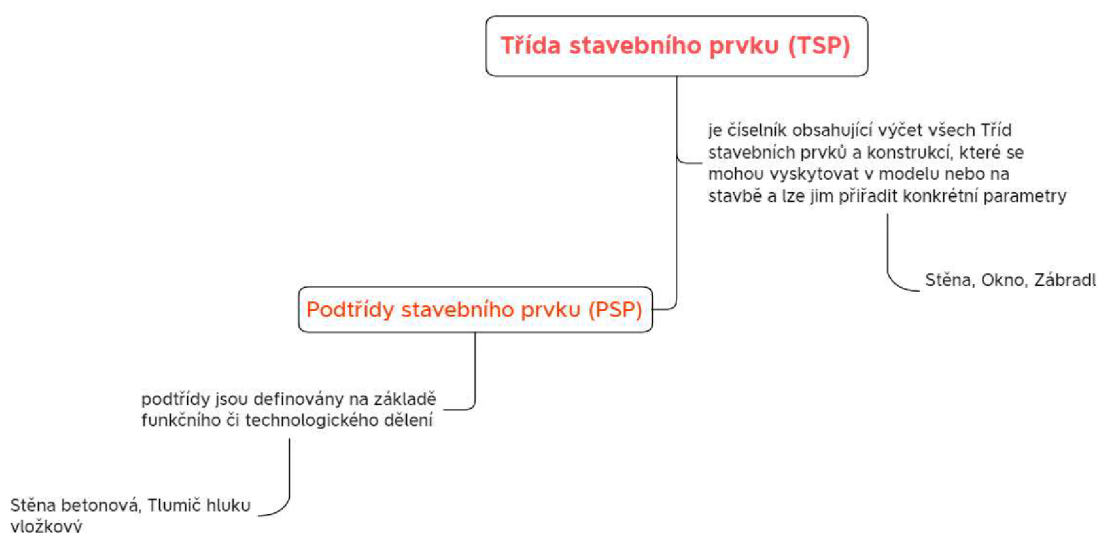 Třída stavebního prvku (TSP)
je číselník obsahující výčet všech Tříd
stavebních prvků a konstrukcí, které se
mohou vyskytovat v modelu nebo na
stavbě a lze jim přiřadit konkrétní parametry
Stěna, Okno, Zábradl
Podtřídy stavebního prvku (PSP)
podtřídy jsou definovány na základě
funkčního či technologického dělení
Stěna betonová, Tlumič hluku
vložkový